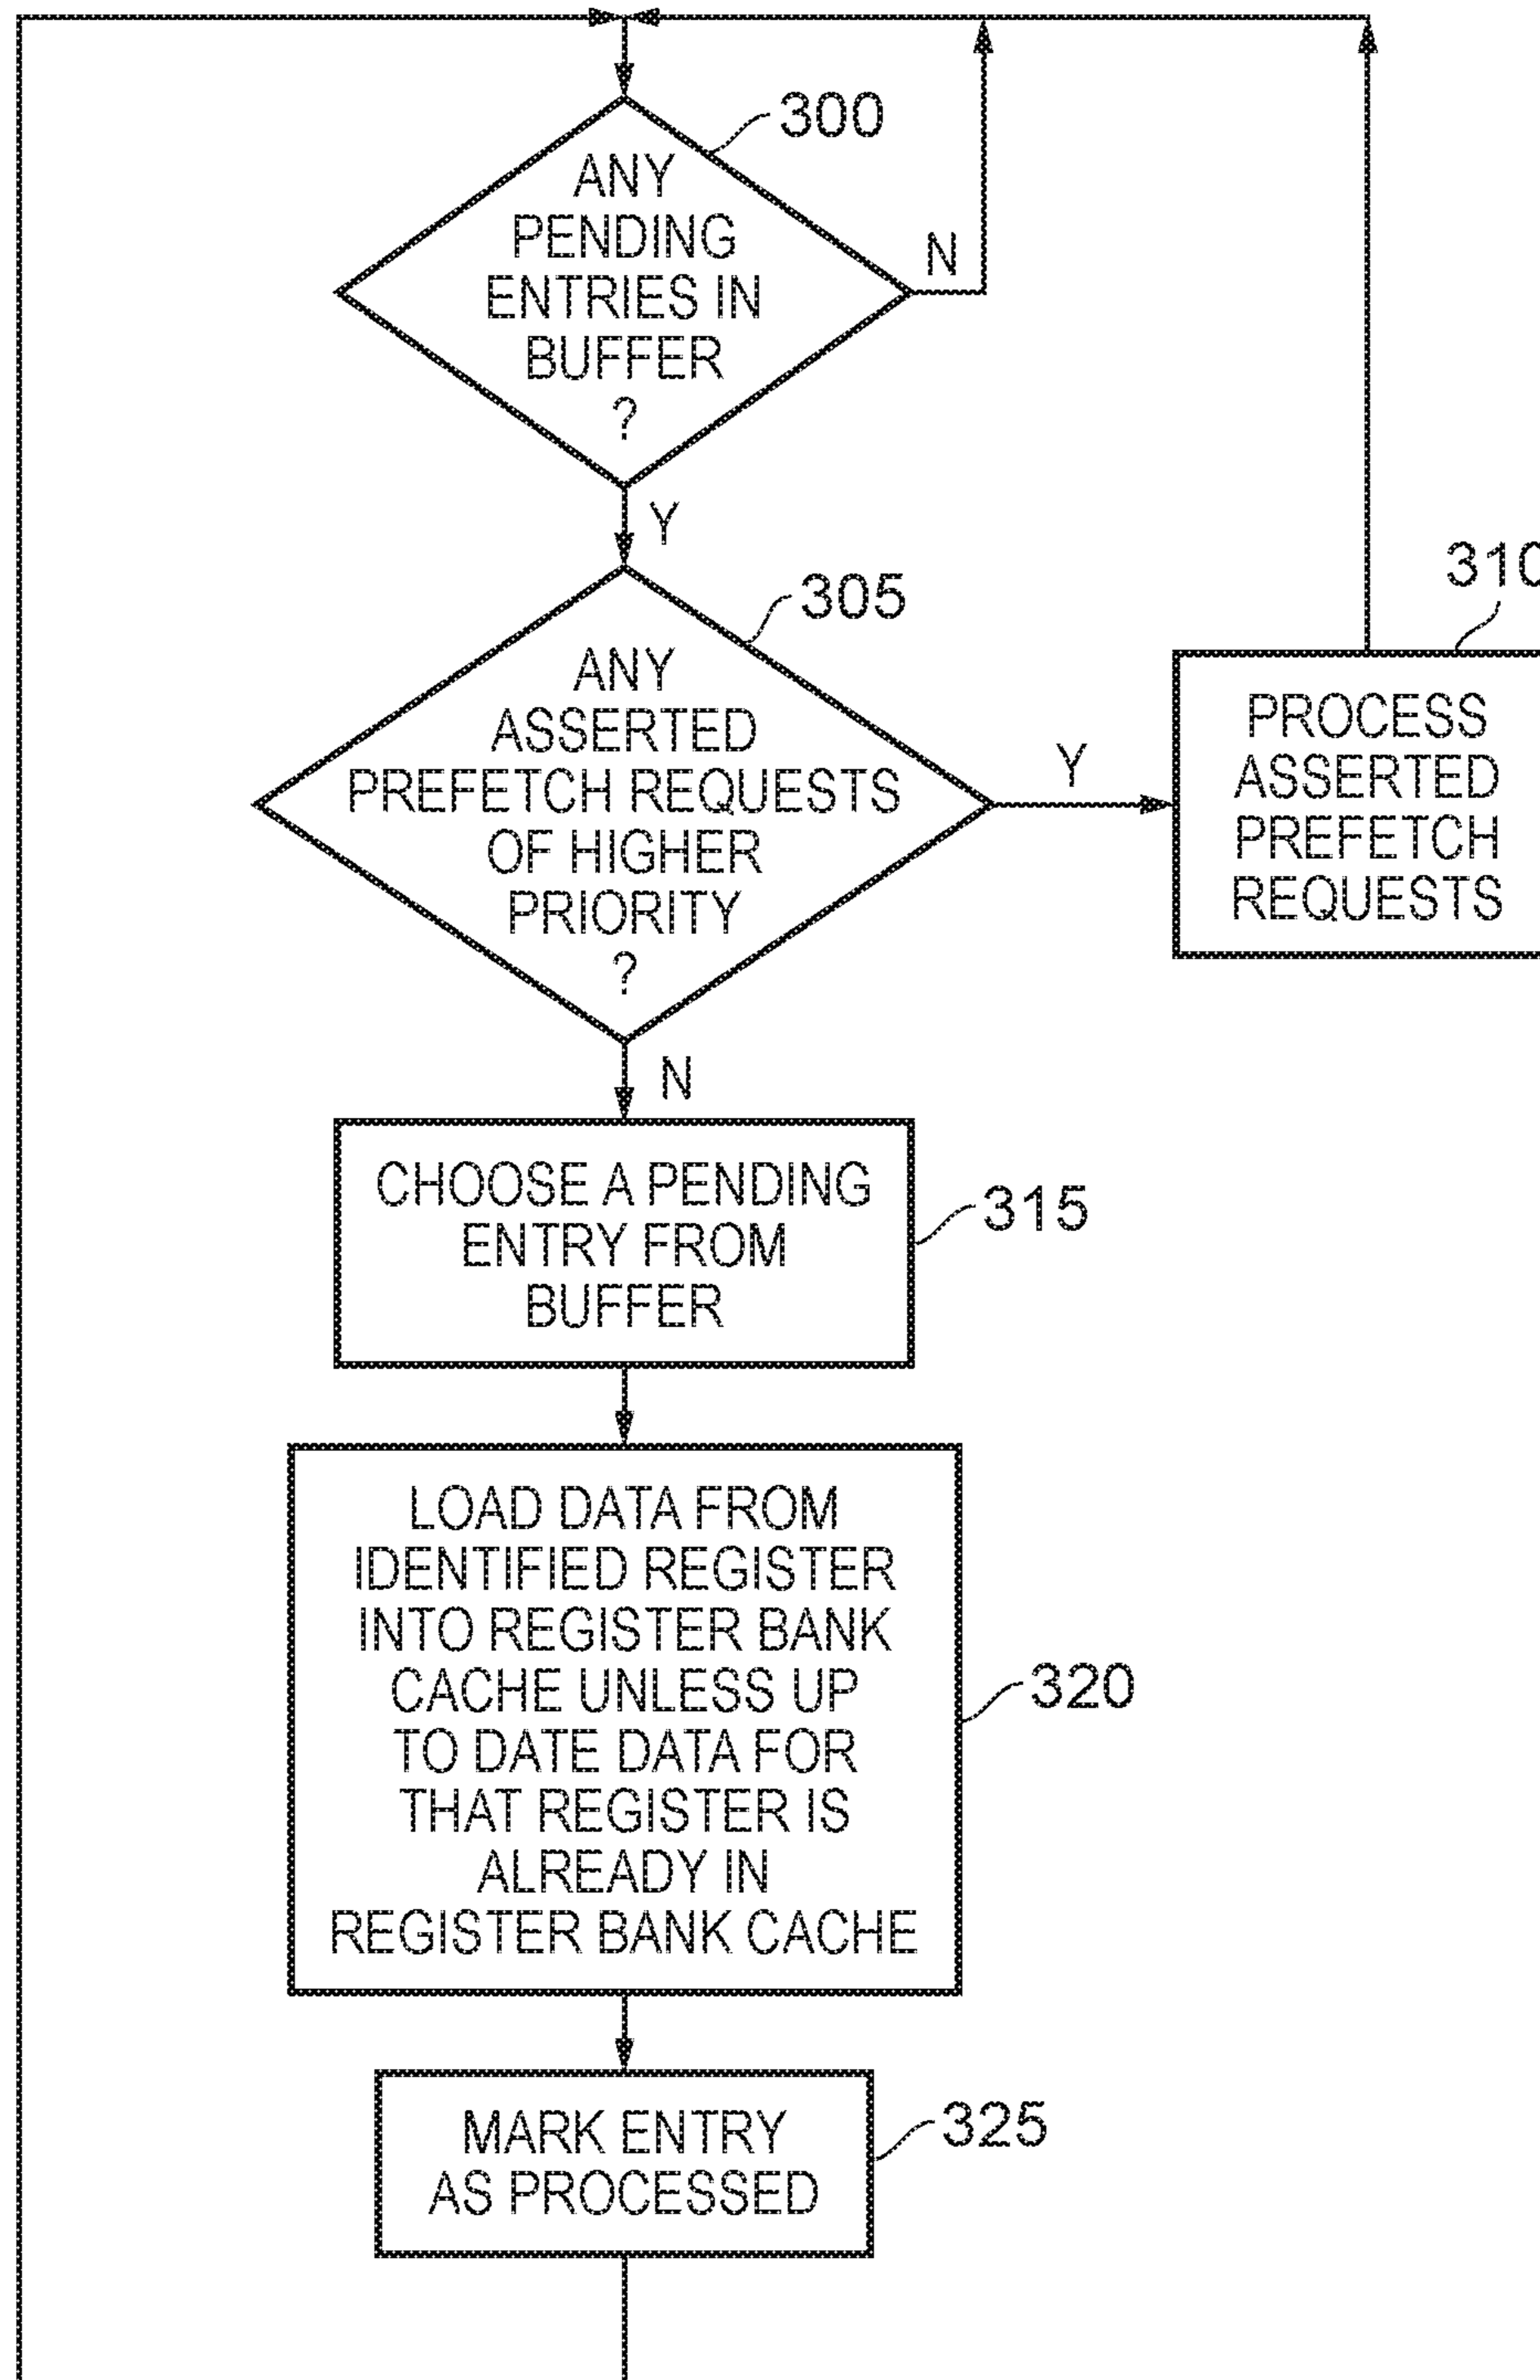 300
ANY
PENDING
ENTRIES IN
BUFFER
?
N
Y
305
ANY
ASSERTED
PREFETCH REQUESTS
OF HIGHER
PRIORITY
?
Y
310
PROCESS
ASSERTED
PREFETCH
REQUESTS
N
CHOOSE A PENDING
ENTRY FROM
BUFFER
315
LOAD DATA FROM
IDENTIFIED REGISTER
INTO REGISTER BANK
CACHE UNLESS UP
TO DATE DATA FOR
THAT REGISTER IS
ALREADY IN
REGISTER BANK CACHE
320
MARK ENTRY
AS PROCESSED
325